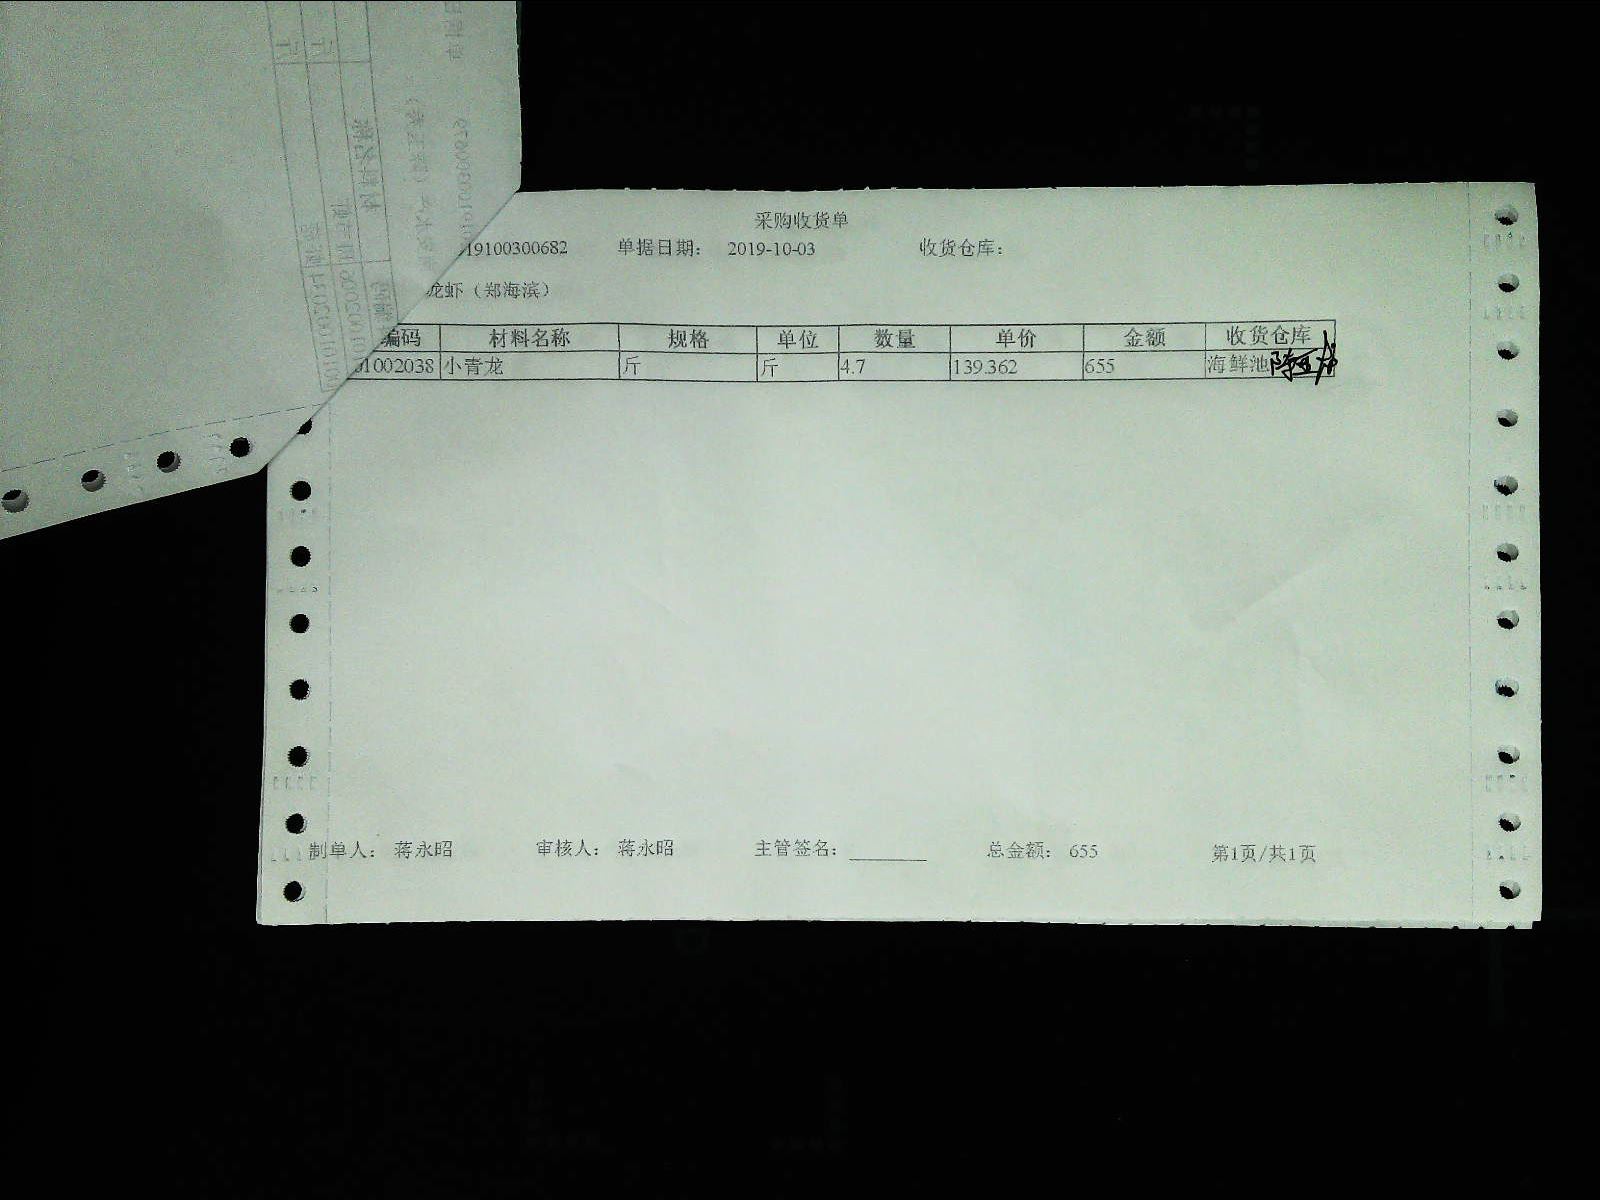 采购收货单
19100300682 单据日期： 2019-10-03 收货仓库：
龙虾（郑海滨）
编码 材料名称 规格 单位 数量 单价 金额 收货仓库
01002038 小青龙 斤 斤 4.7 139.362 655 海鲜池
制单人： 蒋永昭 审核人： 蒋永昭 主管签名： 总金额： 655 第1页/共1页